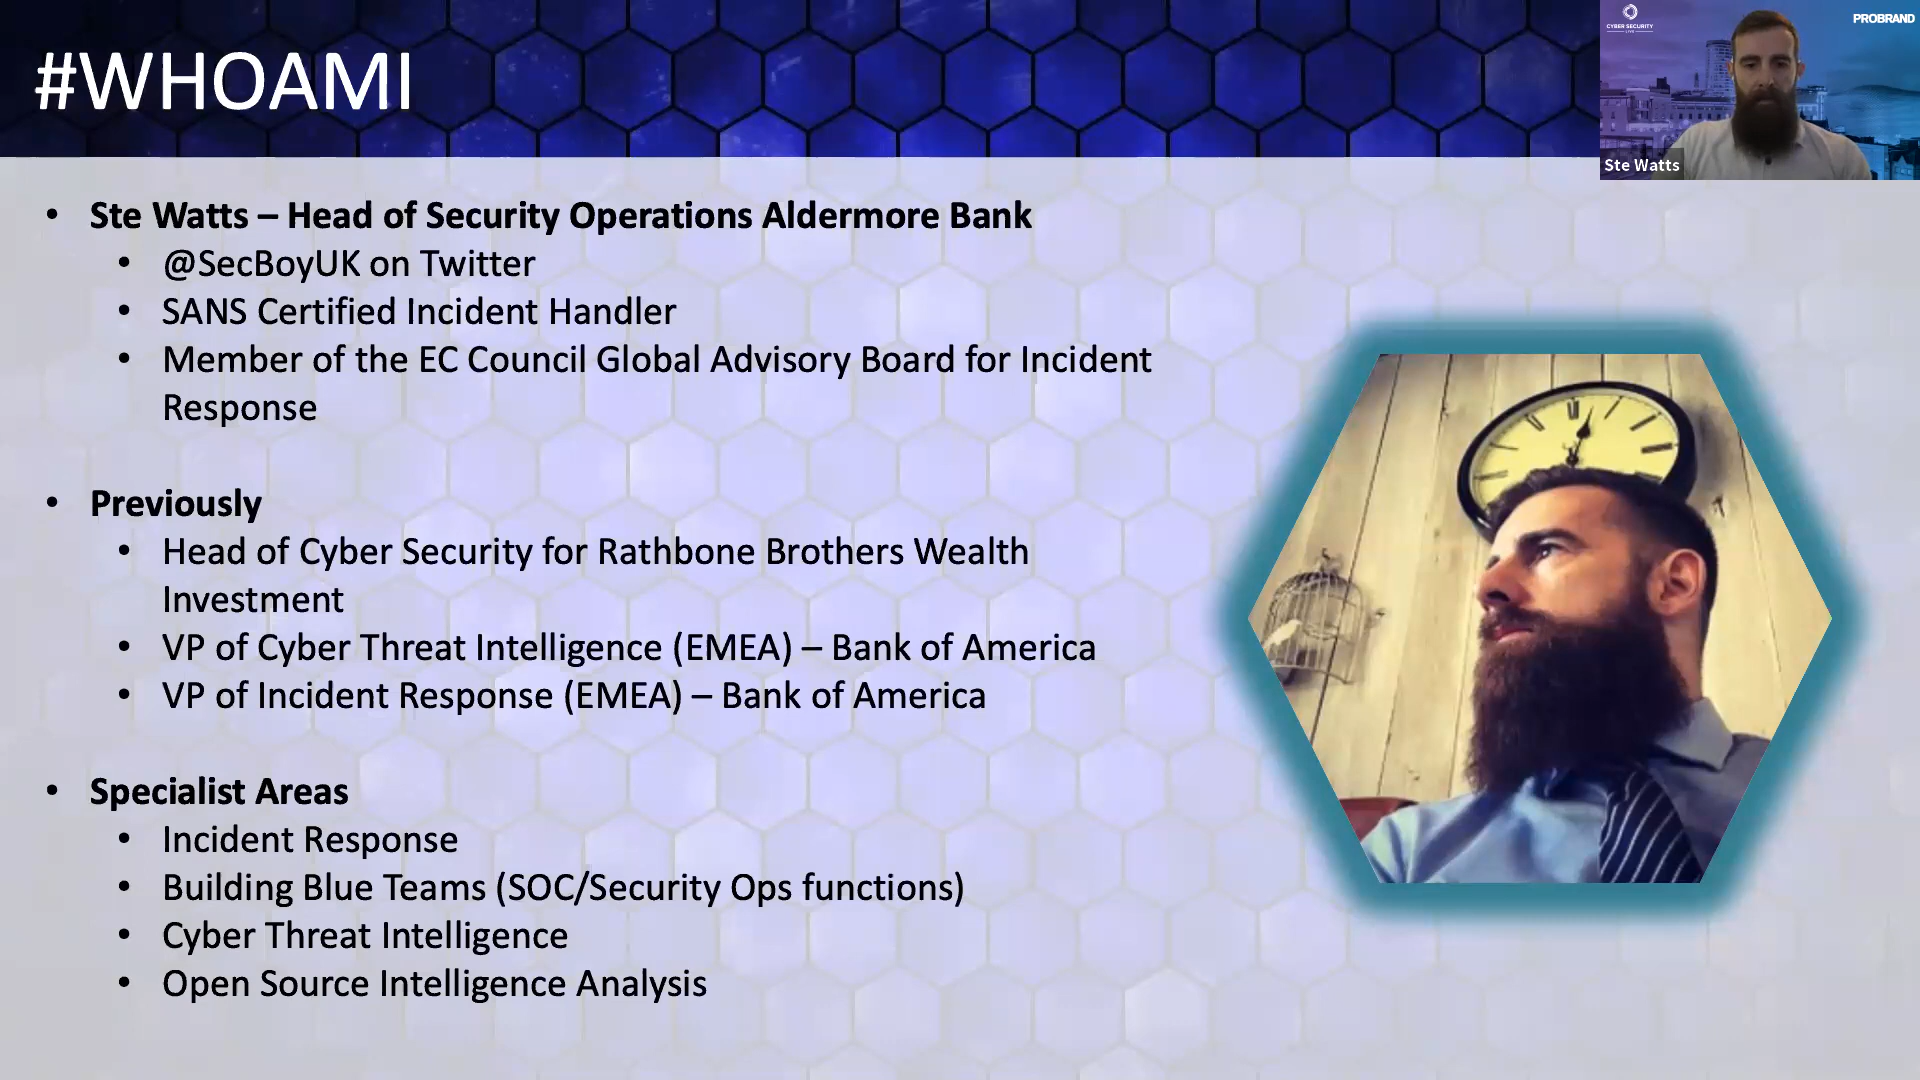 #WHOAMI
CYBER SECURITY
LIVE
PROBRAND
Ste Watts
• Ste Watts – Head of Security Operations Aldermore Bank
• @SecBoyUK on Twitter
• SANS Certified Incident Handler
• Member of the EC Council Global Advisory Board for Incident
Response
• Previously
• Head of Cyber Security for Rathbone Brothers Wealth
Investment
• VP of Cyber Threat Intelligence (EMEA) – Bank of America
• VP of Incident Response (EMEA) – Bank of America
• Specialist Areas
• Incident Response
• Building Blue Teams (SOC/Security Ops functions)
• Cyber Threat Intelligence
• Open Source Intelligence Analysis